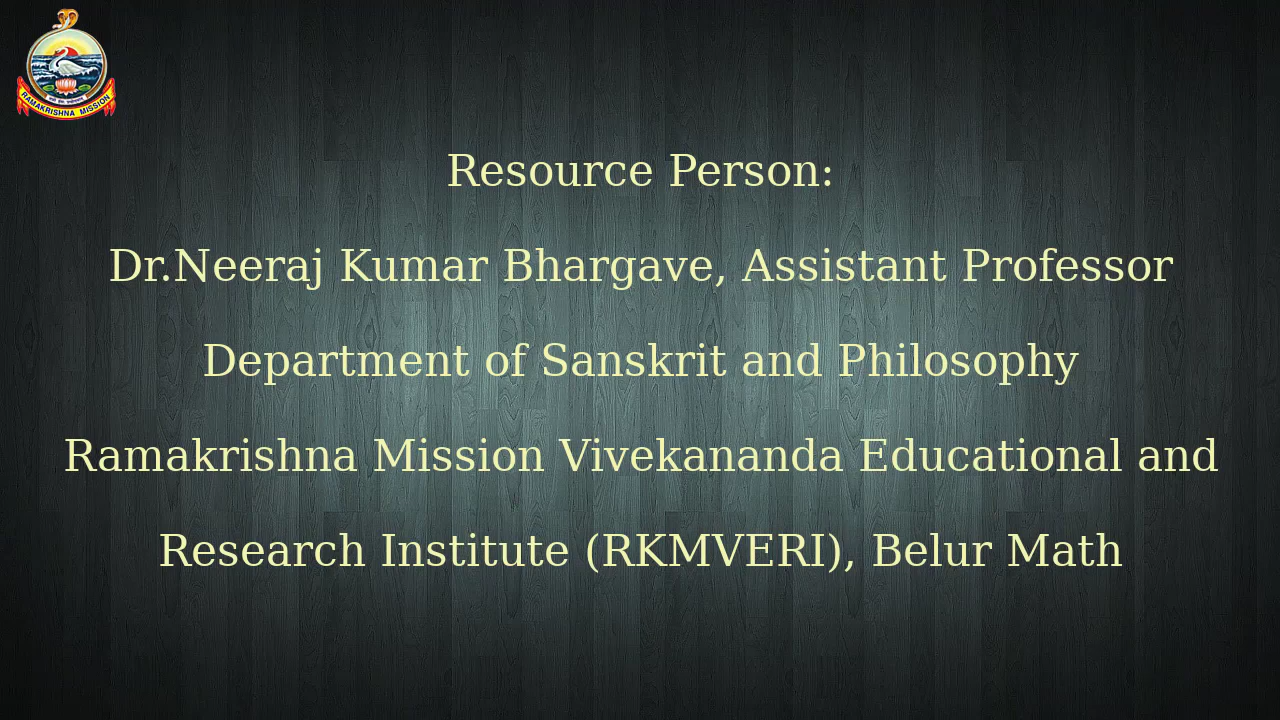 RAMAKRISHNA MISSION
Resource Person:
Dr.Neeraj Kumar Bhargave, Assistant Professor
Department of Sanskrit and Philosophy
Ramakrishna Mission Vivekananda Educational and
Research Institute (RKMVERI), Belur Math